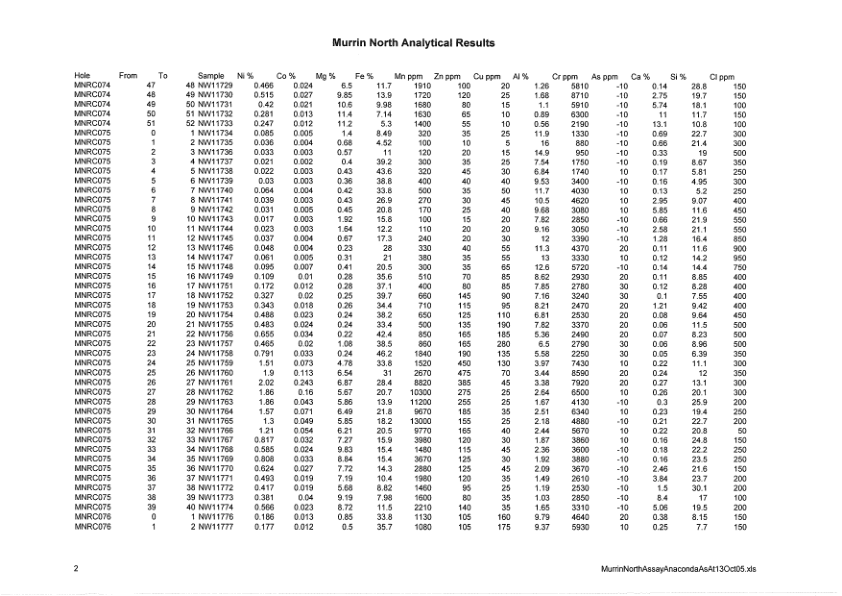 Murrin North Analytical Results
Hole From To Sample Ni % Co % Mg % Fe % Mn ppm Zn ppm Cu ppm Al % Cr ppm As ppm Ca % Si % Cl ppm
MNRC074 47 48 NW11729 0.466 0.024 6.5 11.7 1910 100 20 1.26 5810 -10 0.14 28.8 150
MNRC074 48 49 NW11730 0.515 0.027 9.85 13.9 1720 120 25 1.68 8710 -10 2.75 19.7 150
MNRC074 49 50 NW11731 0.42 0.021 10.6 9.98 1680 80 15 1.1 5910 -10 5.74 18.1 100
MNRC074 50 51 NW11732 0.281 0.013 11.4 7.14 1630 65 10 0.89 6300 -10 11 11.7 150
MNRC074 51 52 NW11733 0.247 0.012 11.2 5.3 1400 55 10 0.56 2190 -10 13.1 10.8 100
MNRC075 0 1 NW11734 0.085 0.005 1.4 8.49 320 35 25 11.9 1330 -10 0.69 22.7 300
MNRC075 1 2 NW11735 0.036 0.004 0.68 4.52 100 10 5 16 880 -10 0.66 21.4 300
MNRC075 2 3 NW11736 0.033 0.003 0.57 11 120 20 15 14.9 950 -10 0.33 19 500
MNRC075 3 4 NW11737 0.021 0.002 0.4 39.2 300 35 25 7.54 1750 -10 0.19 8.67 350
MNRC075 4 5 NW11738 0.022 0.003 0.43 43.6 320 45 30 6.84 1740 -10 0.17 5.81 250
MNRC075 5 6 NW11739 0.03 0.003 0.36 38.8 400 40 40 9.53 3400 -10 0.16 4.95 300
MNRC075 6 7 NW11740 0.064 0.004 0.42 33.8 500 35 50 11.7 4030 -10 0.13 5.2 250
MNRC075 7 8 NW11741 0.039 0.003 0.43 26.9 270 30 45 10.5 4620 10 2.95 9.07 400
MNRC075 8 9 NW11742 0.031 0.005 0.45 20.8 170 25 40 9.68 3080 10 5.85 11.6 450
MNRC075 9 10 NW11743 0.017 0.003 1.92 15.8 100 15 20 7.82 2850 -10 0.66 21.9 550
MNRC075 10 11 NW11744 0.023 0.003 1.64 12.2 110 20 20 9.16 3050 -10 2.58 21.1 550
MNRC075 11 12 NW11745 0.037 0.004 0.67 17.3 240 20 30 12 3390 -10 1.28 16.4 850
MNRC075 12 13 NW11746 0.048 0.004 0.23 28 330 40 55 11.3 4370 20 0.11 11.6 900
MNRC075 13 14 NW11747 0.061 0.005 0.31 21 380 35 55 13 3330 10 0.12 14.2 950
MNRC075 14 15 NW11748 0.095 0.007 0.41 20.5 300 35 65 12.6 5720 -10 0.14 14.4 750
MNRC075 15 16 NW11749 0.109 0.01 0.28 35.6 510 70 85 8.62 2930 20 0.11 8.85 400
MNRC075 16 17 NW11751 0.172 0.012 0.28 37.1 400 80 85 7.85 2780 30 0.12 8.28 400
MNRC075 17 18 NW11752 0.327 0.02 0.25 39.7 660 145 90 7.16 3240 30 0.1 7.55 400
MNRC075 18 19 NW11753 0.343 0.018 0.26 34.4 710 115 95 8.21 2470 20 1.21 9.42 400
MNRC075 19 20 NW11754 0.488 0.023 0.24 38.2 650 125 110 6.81 2530 20 0.08 9.64 450
MNRC075 20 21 NW11755 0.483 0.024 0.24 33.4 500 135 190 7.82 3370 20 0.06 11.5 500
MNRC075 21 22 NW11756 0.655 0.034 0.22 42.4 850 165 185 5.36 2490 20 0.07 8.23 500
MNRC075 22 23 NW11757 0.465 0.02 1.08 38.5 860 165 280 6.5 2790 30 0.06 8.96 500
MNRC075 23 24 NW11758 0.791 0.033 0.24 46.2 1840 190 135 5.58 2250 30 0.05 6.39 350
MNRC075 24 25 NW11759 1.51 0.073 4.78 33.8 1520 450 130 3.97 7430 10 0.22 11.1 300
MNRC075 25 26 NW11760 1.9 0.113 6.54 31 2670 475 70 3.44 8590 20 0.24 12 350
MNRC075 26 27 NW11761 2.02 0.243 6.87 28.4 8820 385 45 3.38 7920 20 0.27 13.1 300
MNRC075 27 28 NW11762 1.86 0.16 5.67 20.7 10300 275 25 2.64 6500 10 0.26 20.1 300
MNRC075 28 29 NW11763 1.86 0.043 5.86 13.9 11200 255 25 1.67 4130 -10 0.3 25.9 200
MNRC075 29 30 NW11764 1.57 0.071 6.49 21.8 9670 185 35 2.51 6340 10 0.23 19.4 250
MNRC075 30 31 NW11765 1.3 0.049 5.85 18.2 13000 155 25 2.18 4880 -10 0.21 22.7 200
MNRC075 31 32 NW11766 1.21 0.054 6.21 20.5 9770 165 40 2.44 5670 10 0.22 20.8 50
MNRC075 32 33 NW11767 0.817 0.032 7.27 15.9 3980 120 30 1.87 3860 10 0.16 24.8 150
MNRC075 33 34 NW11768 0.585 0.024 9.83 15.4 1480 115 45 2.36 3600 -10 0.18 22.2 250
MNRC075 34 35 NW11769 0.808 0.033 8.84 15.4 3670 125 30 1.92 3880 -10 0.16 23.5 250
MNRC075 35 36 NW11770 0.624 0.027 7.72 14.3 2880 125 45 2.09 3670 -10 2.46 21.6 150
MNRC075 36 37 NW11771 0.493 0.019 7.19 10.4 1980 120 35 1.49 2610 -10 3.84 23.7 200
MNRC075 37 38 NW11772 0.417 0.019 5.68 8.82 1460 95 25 1.19 2530 -10 1.5 30.1 200
MNRC075 38 39 NW11773 0.381 0.04 9.19 7.98 1600 80 35 1.03 2850 -10 8.4 17 100
MNRC075 39 40 NW11774 0.566 0.023 8.72 11.5 2210 140 35 1.65 3310 -10 5.06 19.5 200
MNRC076 0 1 NW11776 0.186 0.013 0.85 33.8 1130 105 160 9.79 4640 20 0.38 8.15 150
MNRC076 1 2 NW11777 0.177 0.012 0.5 35.7 1080 105 175 9.37 5930 10 0.25 7.7 150
2 MurrinNorthAssayAnacondaAsAt13Oct05.xls